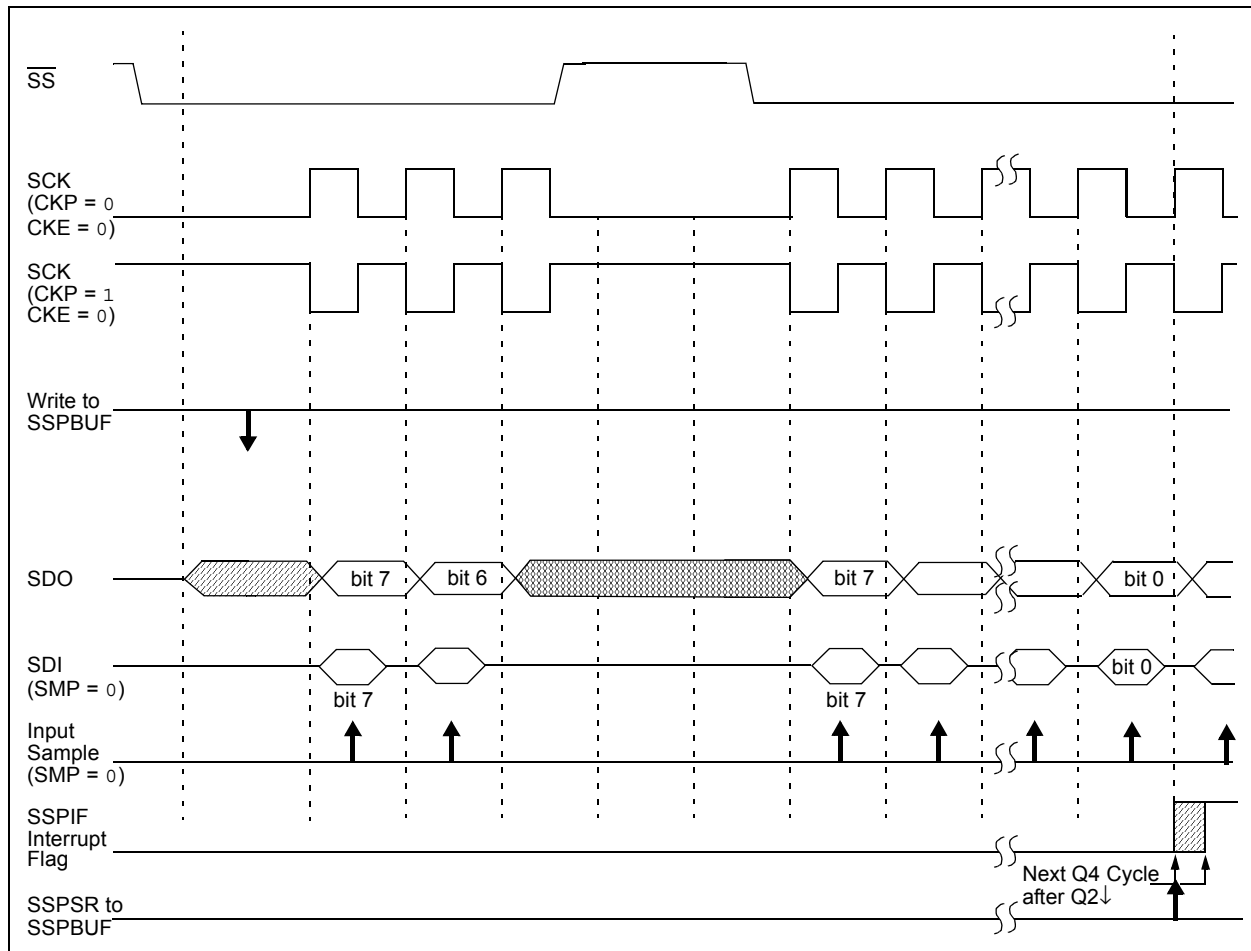 SS
SCK
(CKP = 0
CKE = 0)
SCK
(CKP = 1
CKE = 0)
Write to
SSPBUF
SDO
bit 7
bit 6
bit 7
bit 0
SDI
(SMP = 0)
bit 0
bit 7
bit 7
Input
Sample
(SMP = 0)
SSPIF
Interrupt
Flag
Next Q4 Cycle
after Q2↓
SSPSR to
SSPBUF